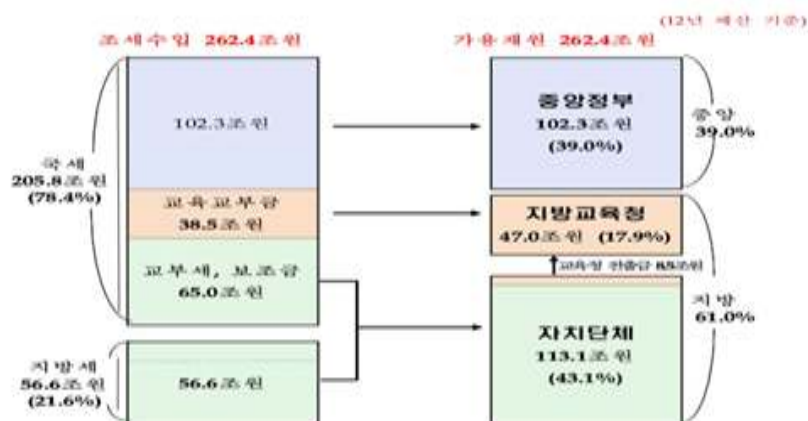 (12년 예산 기준)
조세수입 262.4조원
가용재원 262.4조원
102.3조원
중앙정부
102.3조원
(39.0%)
중앙
39.0%
국세
205.8조원
(78.4%)
교육교부금
38.5조원
지방교육청
47.0조원 (17.9%)
교육청 전출금 8.5조원
교부세, 보조금
65.0조원
지방
61.0%
자치단체
113.1조원
(43.1%)
지방세
56.6조원
(21.6%)
56.6조원